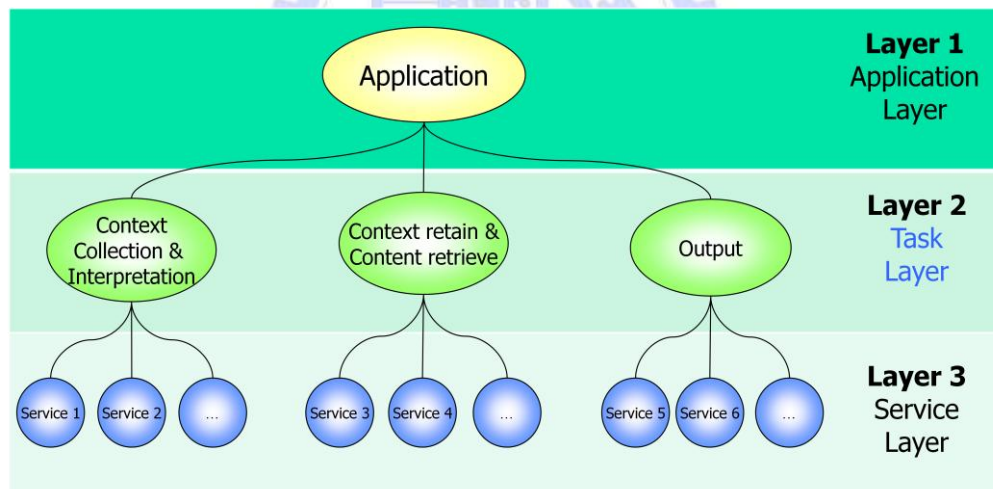 Layer 1
Application
Layer
Application
Layer 2
Task
Layer
Context
Collection &
Interpretation
Context retain &
Content retrieve
Output
Layer 3
Service
Layer
Service 1
Service 2
...
Service 3
Service 4
...
Service 5
Service 6
...